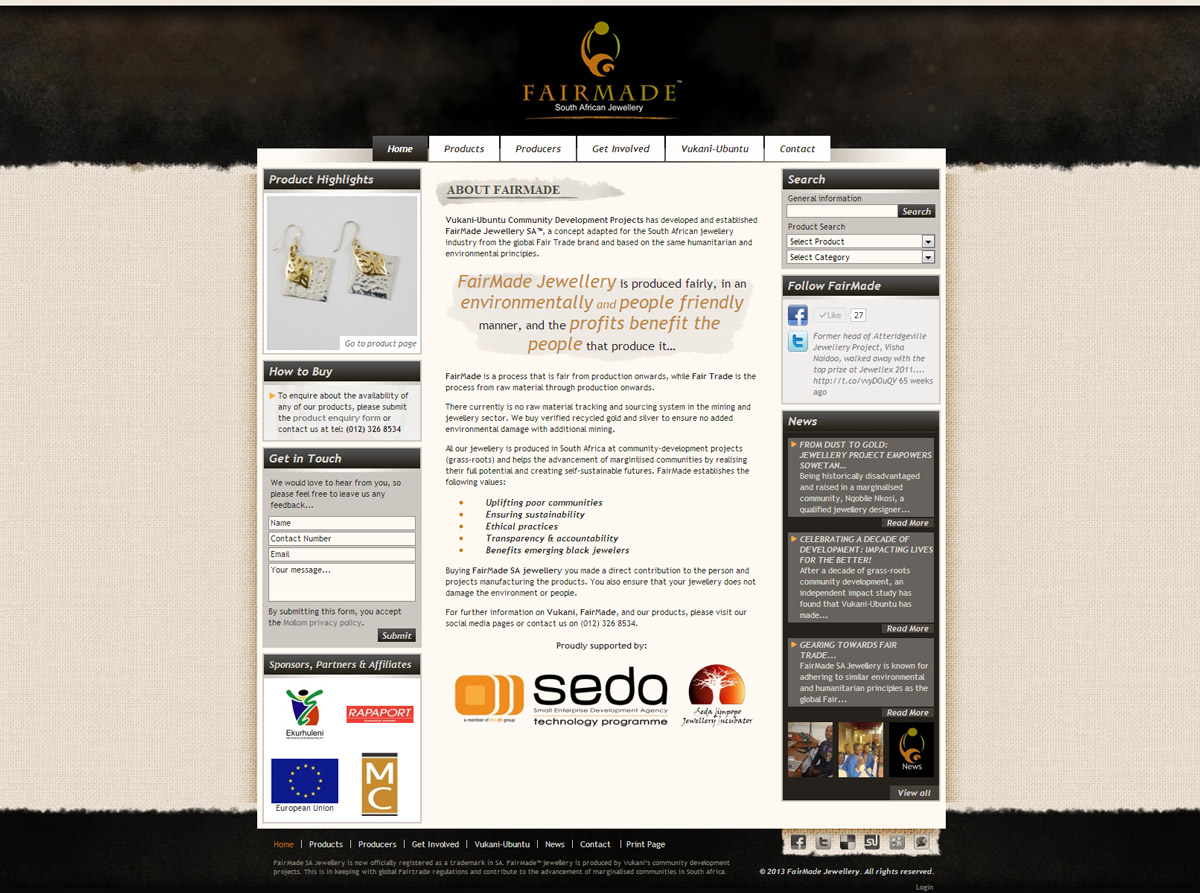 FAIRMADE™
South African Jewellery
Home
Products
Producers
Get Involved
Vukani-Ubuntu
Contact
Product Highlights
Go to product page
How to Buy
To enquire about the availability of
any of our products, please submit
the product enquiry form or
contact us at tel: (012) 326 8534
Get in Touch
We would love to hear from you, so
please feel free to leave us any
feedback...
Name
Contact Number
Email
Your message...
By submitting this form, you accept
the Mollom privacy policy.
Submit
Sponsors, Partners & Affiliates
Ekurhuleni
RAPAPORT
European Union
MC
ABOUT FAIRMADE
Vukani-Ubuntu Community Development Projects has developed and established
FairMade Jewellery SA™, a concept adapted for the South African jewellery
industry from the global Fair Trade brand and based on the same humanitarian and
environmental principles.
FairMade Jewellery is produced fairly, in an
environmentally and people friendly
manner, and the profits benefit the
people that produce it...
FairMade is a process that is fair from production onwards, while Fair Trade is the
process from raw material through production onwards.
There currently is no raw material tracking and sourcing system in the mining and
jewellery sector. We buy verified recycled gold and silver to ensure no added
environmental damage with additional mining.
All our jewellery is produced in South Africa at community-development projects
(grass-roots) and helps the advancement of marginilised communities by realising
their full potential and creating self-sustainable futures. FairMade establishes the
following values:
Uplifting poor communities
Ensuring sustainability
Ethical practices
Transparency & accountability
Benefits emerging black jewelers
Buying FairMade SA jewellery you made a direct contribution to the person and
projects manufacturing the products. You also ensure that your jewellery does not
damage the environment or people.
For further information on Vukani, FairMade, and our products, please visit our
social media pages or contact us on (012) 326 8534.
Proudly supported by:
a member of the dti group
seda
Small Enterprise Development Agency
technology programme
Seda Limpopo
Jewellery Incubator
Search
General information
Search
Product Search
Select Product
Select Category
Follow FairMade
Like 27
Former head of Atteridgeville
Jewellery Project, Visha
Naidoo, walked away with the
top prize at Jewellex 2011....
http://t.co/vvyDOuQY 65 weeks
ago
News
FROM DUST TO GOLD:
JEWELLERY PROJECT EMPOWERS
SOWETAN...
Being historically disadvantaged
and raised in a marginalised
community, Nqobile Nkosi, a
qualified jewellery designer...
Read More
CELEBRATING A DECADE OF
DEVELOPMENT: IMPACTING LIVES
FOR THE BETTER!
After a decade of grass-roots
community development, an
independent impact study has
found that Vukani-Ubuntu has
made...
Read More
GEARING TOWARDS FAIR
TRADE...
FairMade SA Jewellery is known for
adhering to similar environmental
and humanitarian principles as the
global Fair...
Read More
News
View all
Home | Products | Producers | Get Involved | Vukani-Ubuntu | News | Contact | Print Page
FairMade SA Jewellery is now officially registered as a trademark in SA. FairMade™ jewellery is produced by Vukani's community development
projects. This is in keeping with global Fairtrade regulations and contribute to the advancement of marginalised communities in South Africa.
© 2013 FairMade Jewellery. All rights reserved.
Login